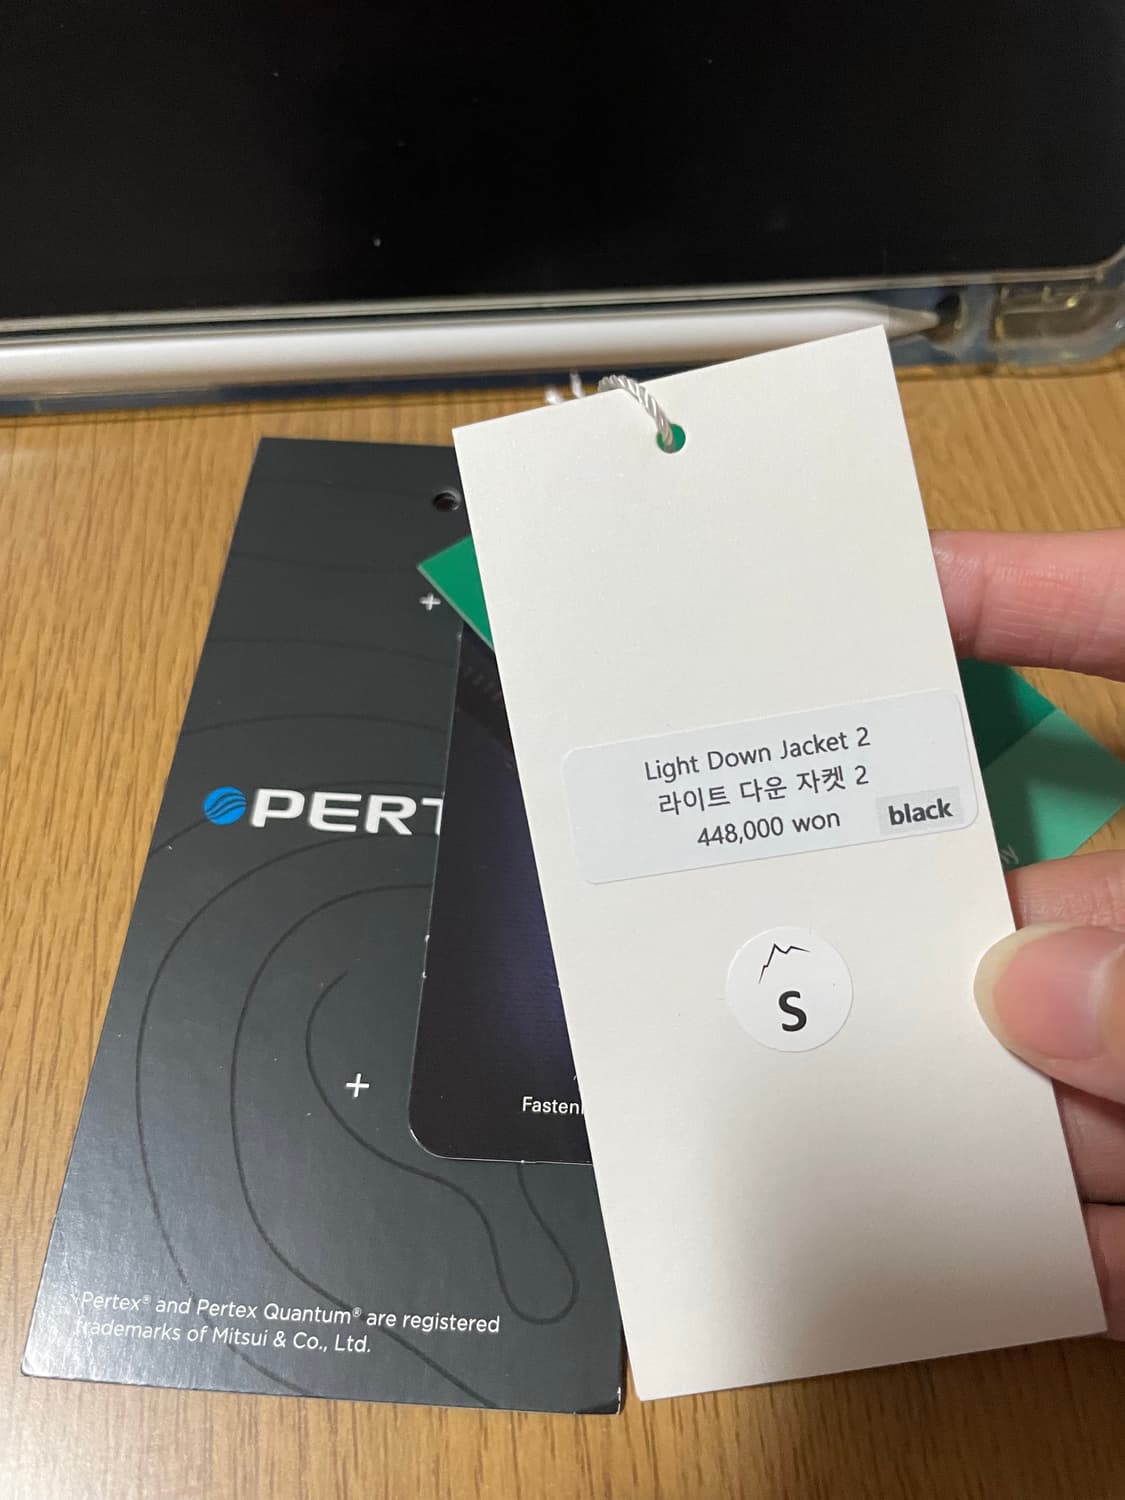 Light Down Jacket 2
라이트 다운 자켓 2
448,000 won black
S
Pertex® and Pertex Quantum® are registered
trademarks of Mitsui & Co., Ltd.